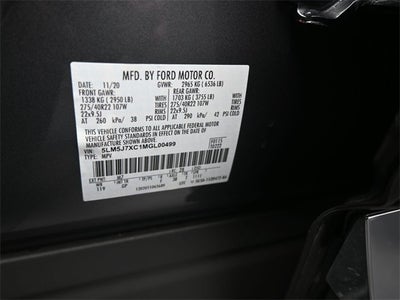 MFD. BY FORD MOTOR CO.
DATE: 11/20 GVWR: 2965 KG ( 6536 LB)
FRONT GAWR: REAR GAWR:
1338 KG ( 2950 LB) 1703 KG ( 3755 LB)
275/40R22 107W TIRES 275/40R22 107W
22x9.5J RIMS 22x9.5J
AT 260 kPa/ 38 PSI COLD AT 290 kPa/ 42 PSI COLD
THIS VEHICLE CONFORMS TO ALL APPLICABLE FEDERAL MOTOR
VEHICLE SAFETY STANDARDS IN EFFECT ON THE DATE OF
MANUFACTURE SHOWN ABOVE.
VIN: 5LM5J7XC1MGL00499
TYPE: MPV